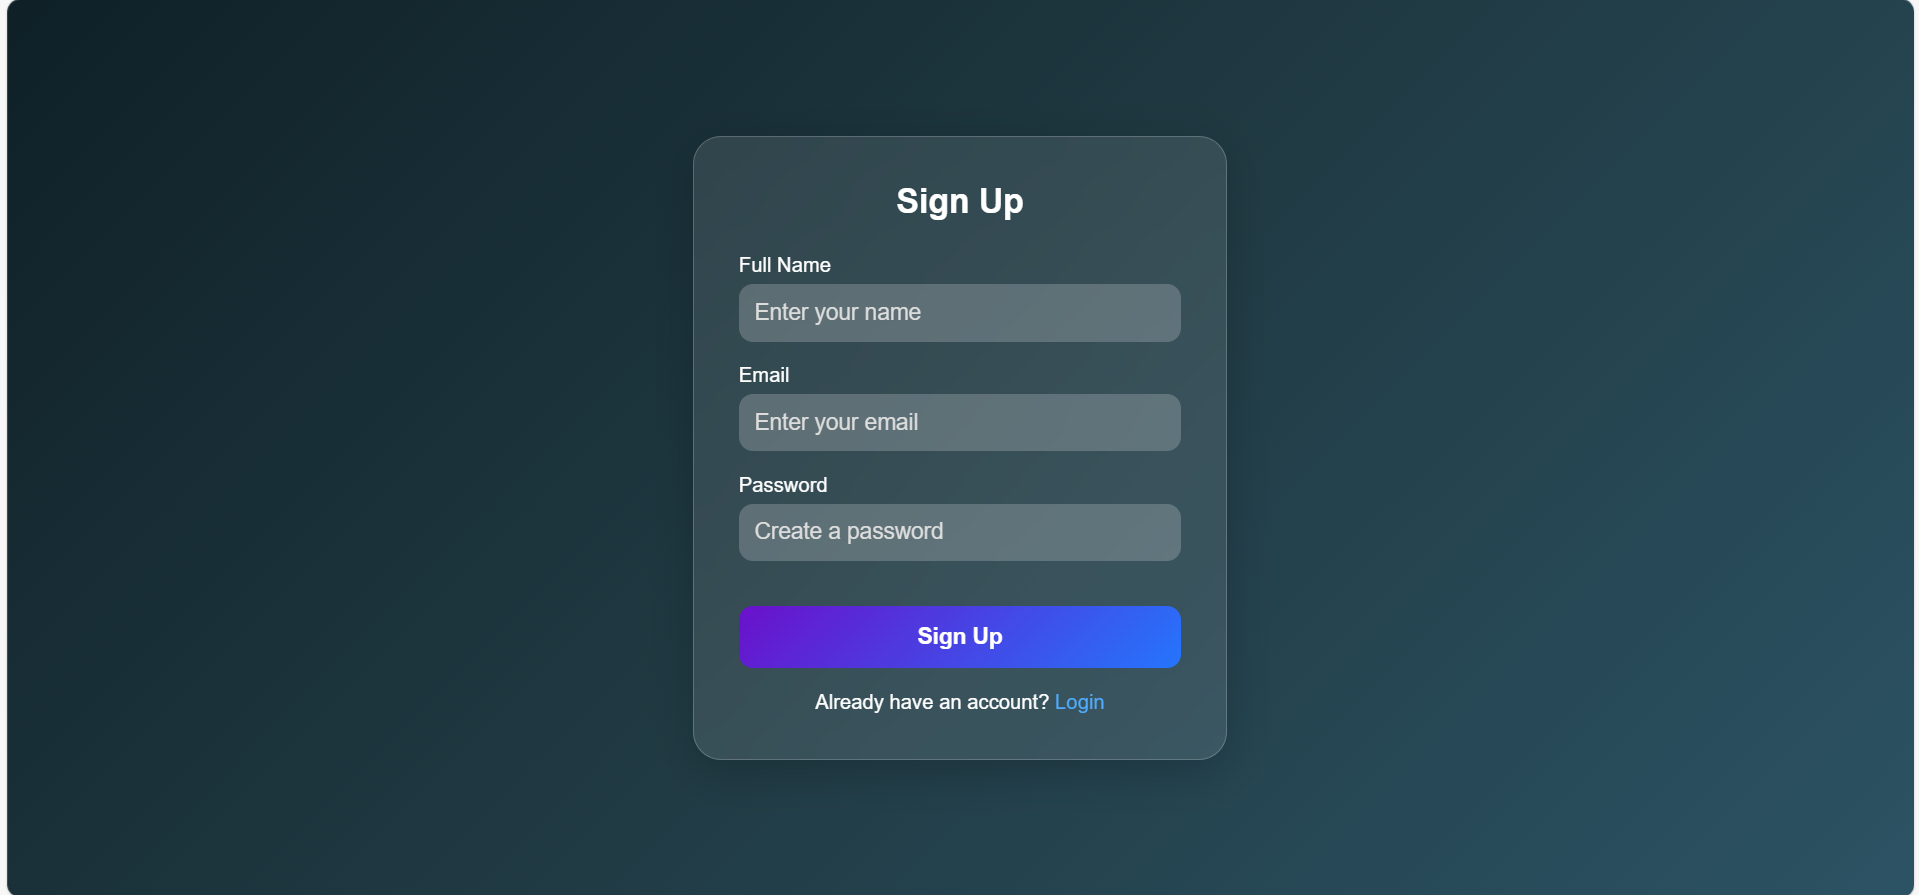 Sign Up
Full Name
Enter your name
Email
Enter your email
Password
Create a password
Sign Up
Already have an account? Login